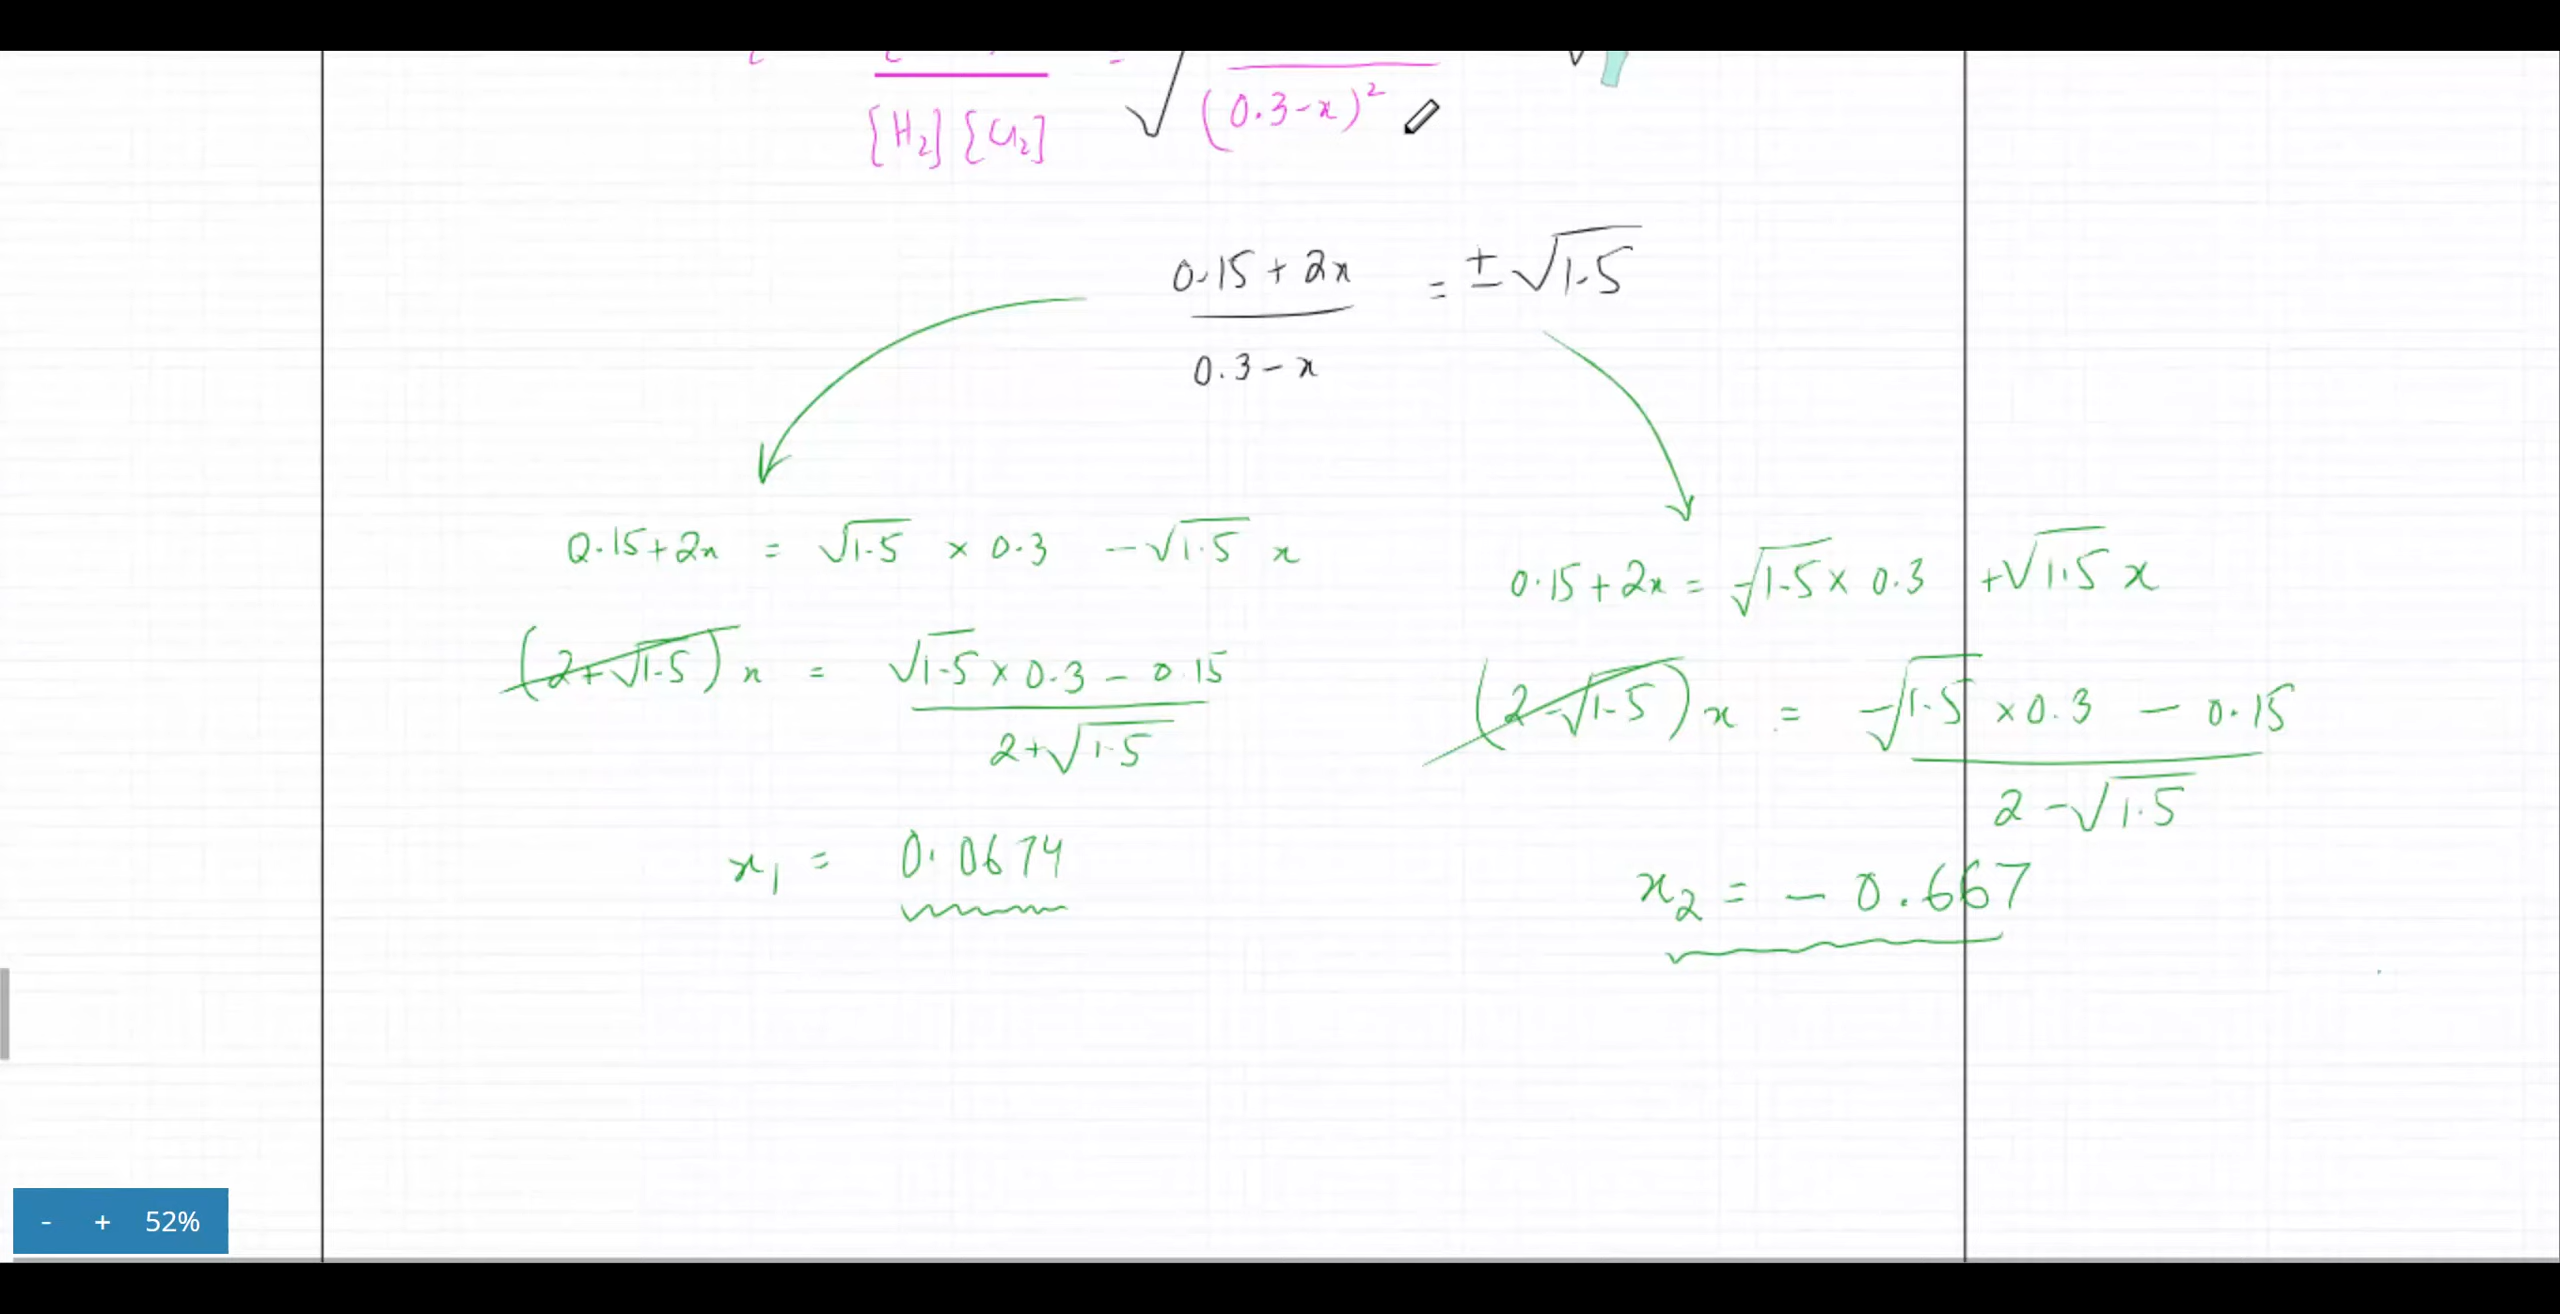 [H₂] [Cl₂] = √ (0.3-x)²
0.15 + 2x / 0.3 - x = ± √1.5
0.15+2x = √1.5 × 0.3 - √1.5 x
(2+√1.5) x = √1.5 × 0.3 - 0.15 / 2+√1.5
x₁ = 0.0674
0.15 + 2x = -√1.5 × 0.3 + √1.5 x
(2-√1.5) x = -√1.5 × 0.3 - 0.15 / 2 - √1.5
x₂ = - 0.667
- + 52%